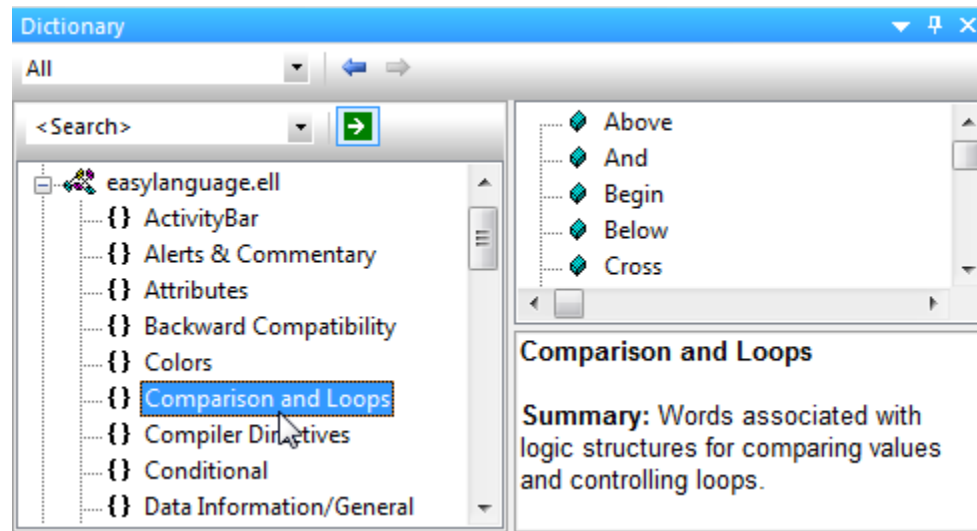 Dictionary
All
<Search>
easylanguage.ell
{} ActivityBar
{} Alerts & Commentary
{} Attributes
{} Backward Compatibility
{} Colors
{} Comparison and Loops
{} Compiler Directives
{} Conditional
{} Data Information/General
Above
And
Begin
Below
Cross
Comparison and Loops
Summary: Words associated with
logic structures for comparing values
and controlling loops.